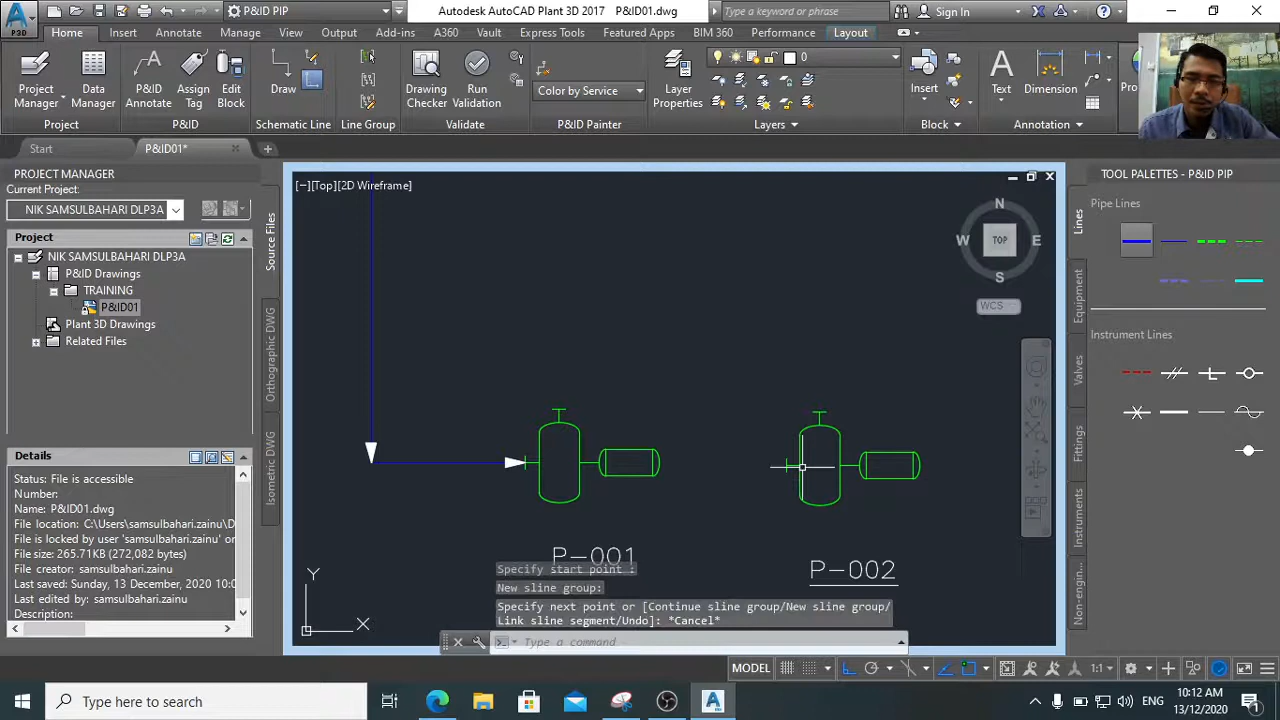 P3D
P&ID PIP
Autodesk AutoCAD Plant 3D 2017 P&ID01.dwg
Type a keyword or phrase
Sign In
Home
Insert
Annotate
Manage
View
Output
Add-ins
A360
Vault
Express Tools
Featured Apps
BIM 360
Performance
Layout
Project
Manager
Data
Manager
P&ID
Annotate
Assign
Tag
Edit
Block
Draw
Drawing
Checker
Run
Validation
Color by Service
Layer
Properties
0
Insert
Text
Dimension
Project
P&ID
Schematic Line
Line Group
Validate
P&ID Painter
Layers
Block
Annotation
Start
P&ID01*
PROJECT MANAGER
Current Project:
NIK SAMSULBAHARI DLP3A
Project
NIK SAMSULBAHARI DLP3A
P&ID Drawings
TRAINING
P&ID01
Plant 3D Drawings
Related Files
Source Files
Orthographic DWG
Isometric DWG
Details
Status: File is accessible
Number:
Name: P&ID01.dwg
File location: C:\Users\samsulbahari.zainu\D
File is locked by user 'samsulbahari.zainu' or
File size: 265.71KB (272,082 bytes)
File creator: samsulbahari.zainu
Last saved: Sunday, 13 December, 2020 10:0
Last edited by: samsulbahari.zainu
Description:
[−][Top][2D Wireframe]
N
W
TOP
E
S
WCS
P-001
P-002
Y
X
Specify start point :
New sline group:
Specify next point or [Continue sline group/New sline group/
Link sline segment/Undo]: *Cancel*
Type a command
TOOL PALETTES - P&ID PIP
Pipe Lines
Instrument Lines
Lines
Equipment
Valves
Fittings
MODEL
1:1
Type here to search
ENG
10:12 AM
13/12/2020
1